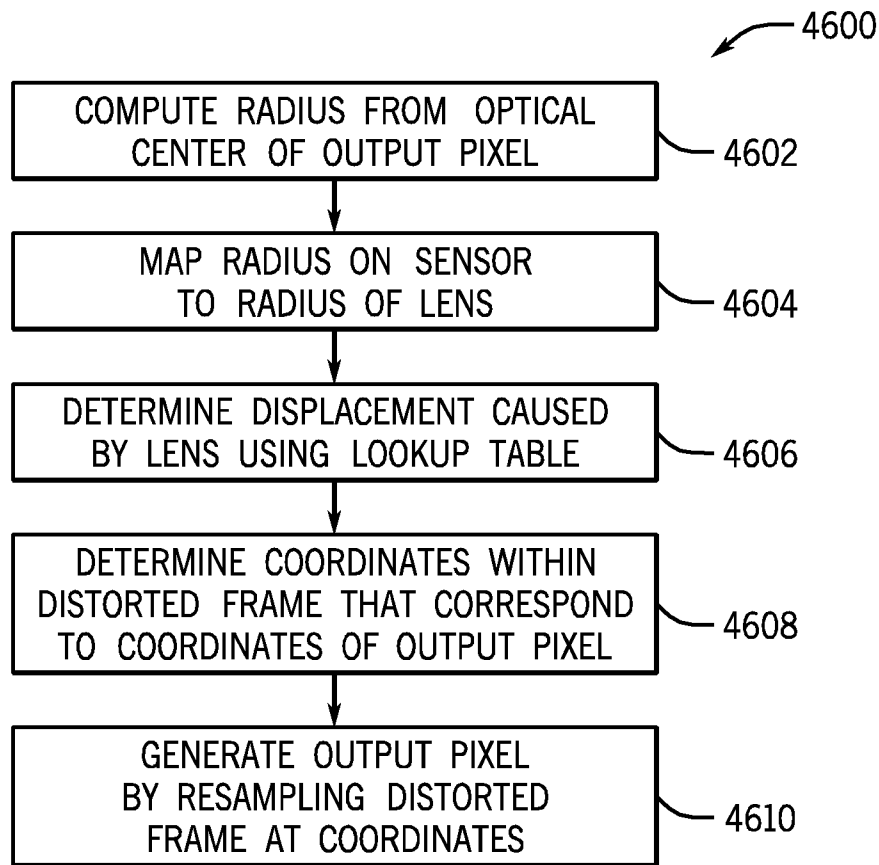 4600
COMPUTE RADIUS FROM OPTICAL
CENTER OF OUTPUT PIXEL
4602
MAP RADIUS ON SENSOR
TO RADIUS OF LENS
4604
DETERMINE DISPLACEMENT CAUSED
BY LENS USING LOOKUP TABLE
4606
DETERMINE COORDINATES WITHIN
DISTORTED FRAME THAT CORRESPOND
TO COORDINATES OF OUTPUT PIXEL
4608
GENERATE OUTPUT PIXEL
BY RESAMPLING DISTORTED
FRAME AT COORDINATES
4610